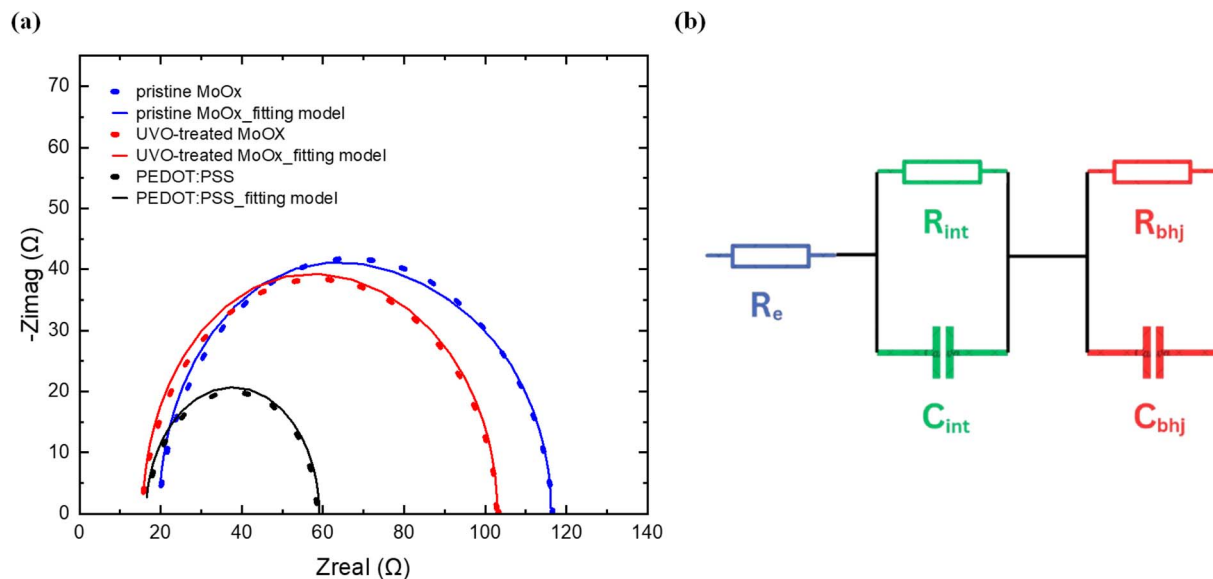 (a)
(b)
70
60
50
40
30
20
10
0
-Zimag (Ω)
pristine MoOx
pristine MoOx_fitting model
UVO-treated MoOX
UVO-treated MoOx_fitting model
PEDOT:PSS
PEDOT:PSS_fitting model
0 20 40 60 80 100 120 140
Zreal (Ω)
Re
Rint
Cint
Rbhj
Cbhj